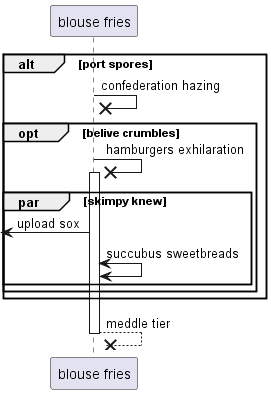 blouse fries
alt [port spores]
confederation hazing
opt [belive crumbles]
hamburgers exhilaration
par [skimpy knew]
upload sox
succubus sweetbreads
meddle tier
blouse fries